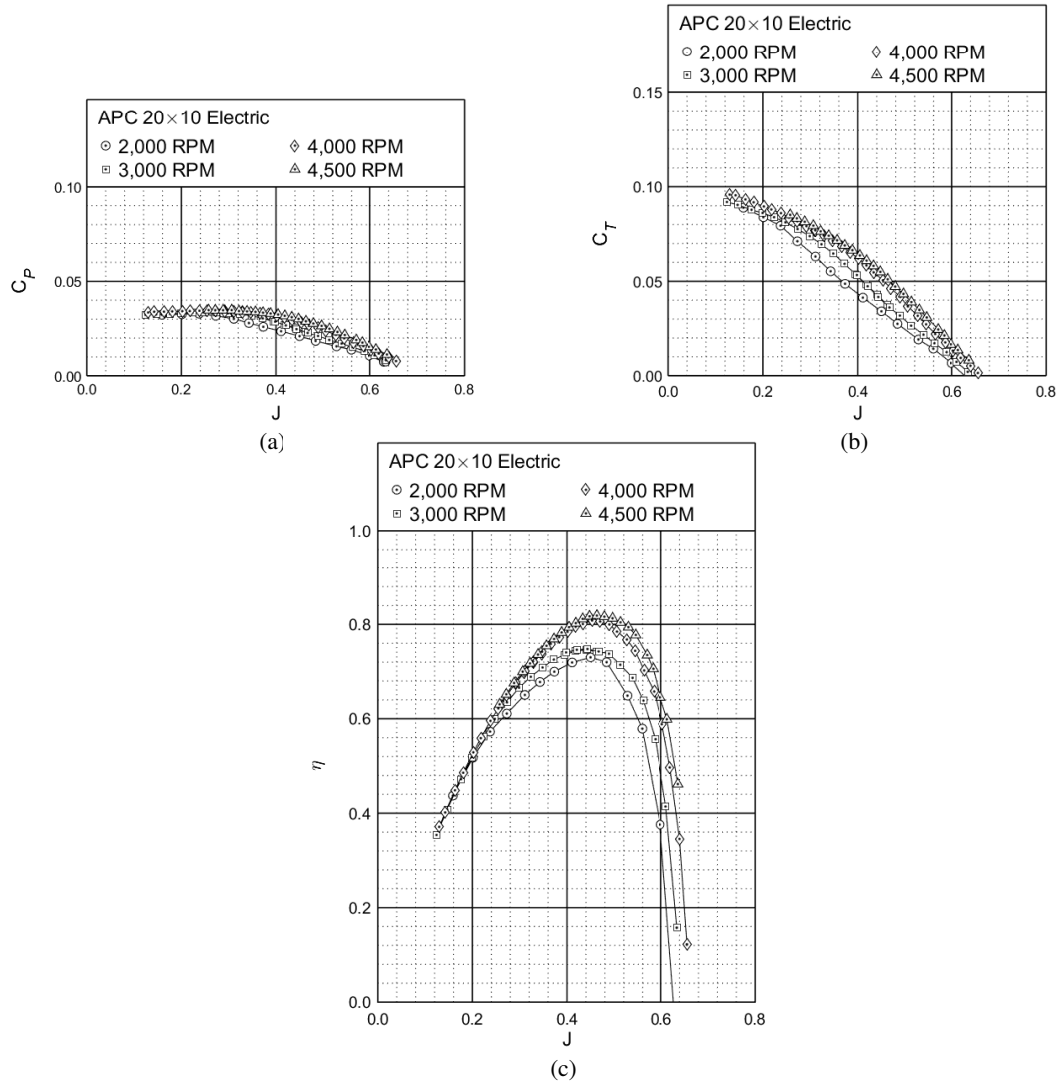 APC 20×10 Electric
2,000 RPM
4,000 RPM
3,000 RPM
4,500 RPM
0.10
0.05
0.00
C_P
0.0
0.2
0.4
0.6
0.8
J
(a)
APC 20×10 Electric
2,000 RPM
4,000 RPM
3,000 RPM
4,500 RPM
0.15
0.10
0.05
0.00
C_T
0.0
0.2
0.4
0.6
0.8
J
(b)
APC 20×10 Electric
2,000 RPM
4,000 RPM
3,000 RPM
4,500 RPM
1.0
0.8
0.6
0.4
0.2
0.0
η
0.0
0.2
0.4
0.6
0.8
J
(c)